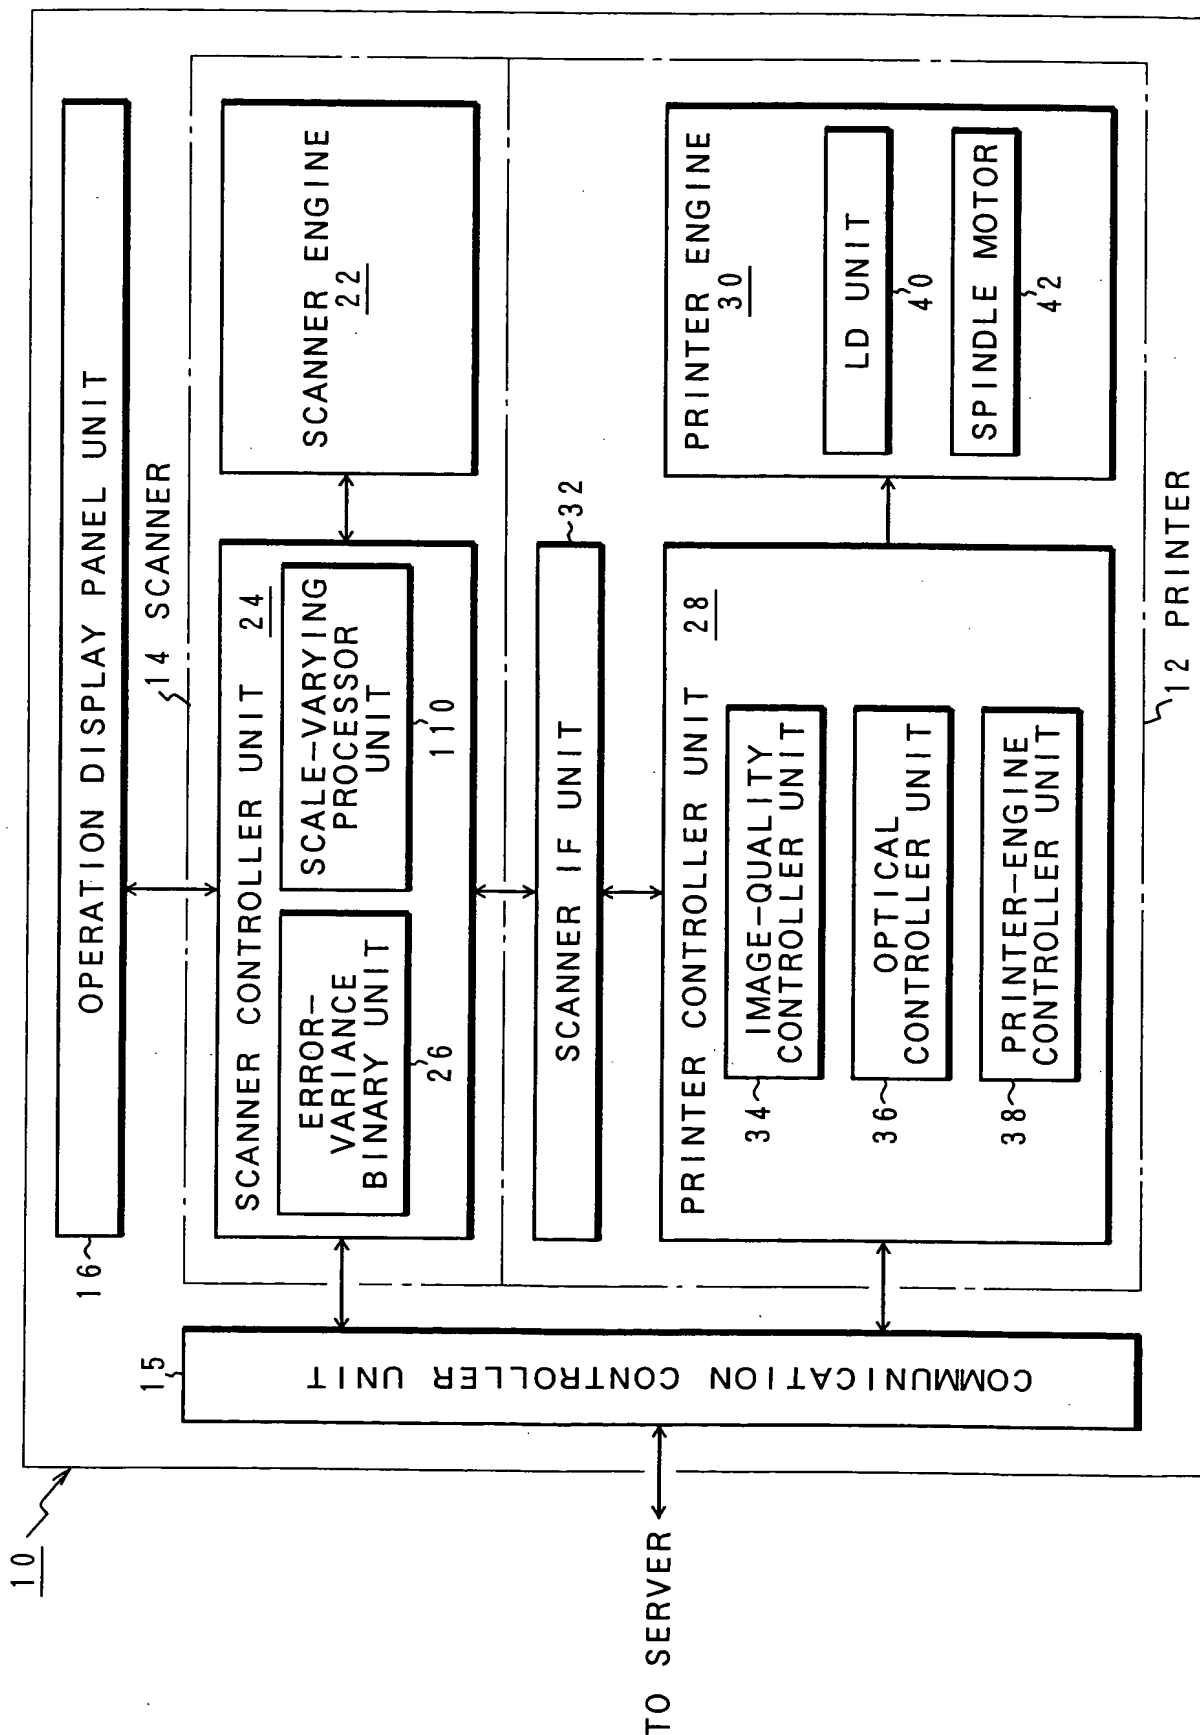 10
16
OPERATION DISPLAY PANEL UNIT
14 SCANNER
SCANNER CONTROLLER UNIT 24
ERROR-
VARIANCE
BINARY UNIT
26
SCALE-VARYING
PROCESSOR
UNIT
110
SCANNER ENGINE
22
15
COMMUNICATION CONTROLLER UNIT
TO SERVER
SCANNER IF UNIT
32
PRINTER CONTROLLER UNIT 28
34
IMAGE-QUALITY
CONTROLLER UNIT
36
OPTICAL
CONTROLLER UNIT
38
PRINTER-ENGINE
CONTROLLER UNIT
PRINTER ENGINE
30
LD UNIT
40
SPINDLE MOTOR
42
12 PRINTER